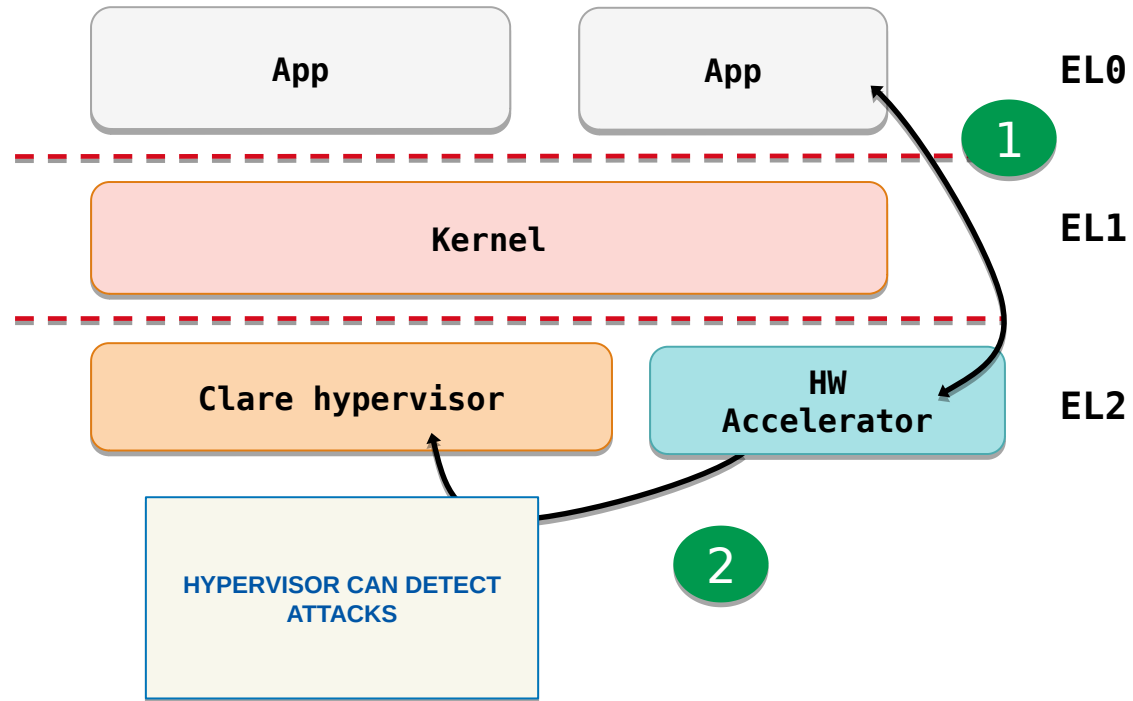 App
App
EL0
1
Kernel
EL1
Clare hypervisor
HW
Accelerator
EL2
HYPERVISOR CAN DETECT
ATTACKS
2